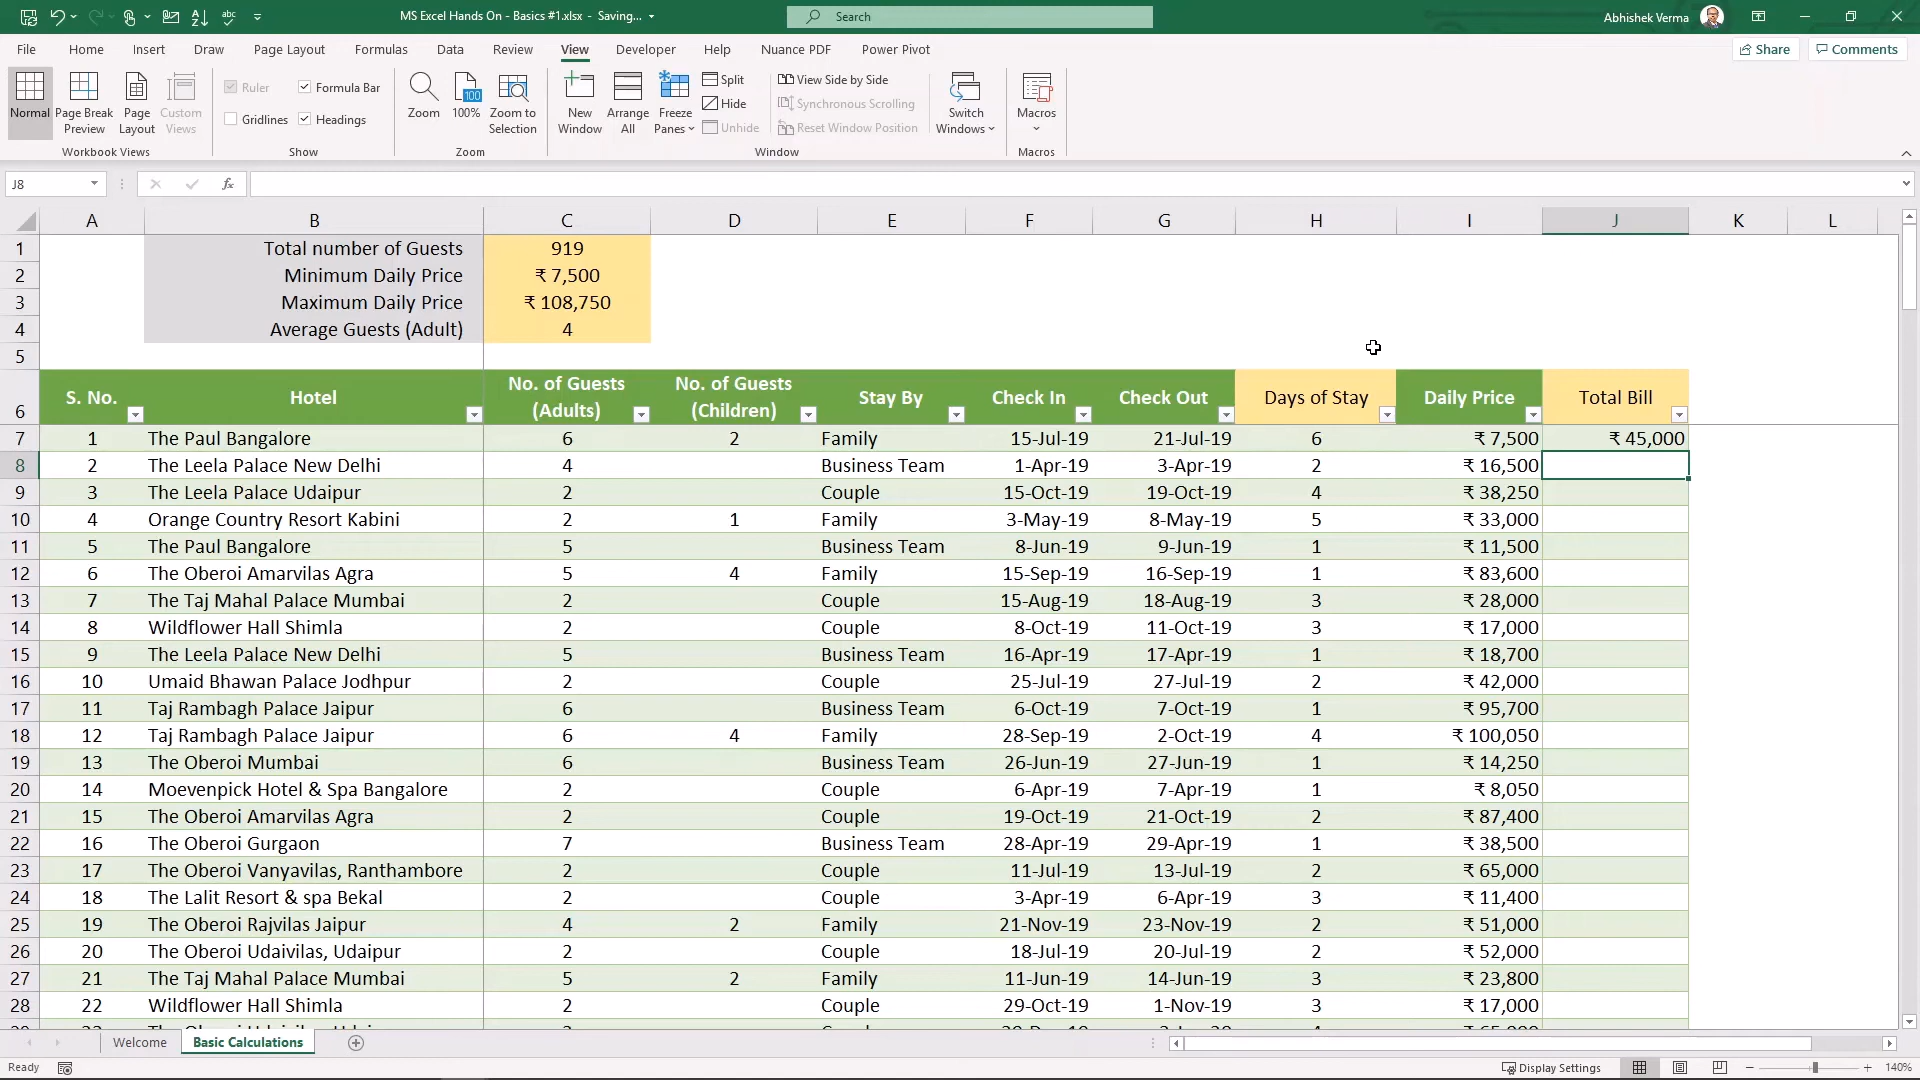 abc
MS Excel Hands On - Basics #1.xlsx - Saving...
Search
Abhishek Verma
File Home Insert Draw Page Layout Formulas Data Review View Developer Help Nuance PDF Power Pivot
Share Comments
Normal
Page Break Preview
Page Layout
Custom Views
Workbook Views
Ruler
Formula Bar
Gridlines
Headings
Show
Zoom
100
100%
Zoom to Selection
Zoom
New Window
Arrange All
Freeze Panes
Split
Hide
Unhide
View Side by Side
Synchronous Scrolling
Reset Window Position
Window
Switch Windows
Macros
Macros
J8
fx
A B C D E F G H I J K L
1 Total number of Guests 919
2 Minimum Daily Price ₹ 7,500
3 Maximum Daily Price ₹ 108,750
4 Average Guests (Adult) 4
5
6 S. No. Hotel No. of Guests (Adults) No. of Guests (Children) Stay By Check In Check Out Days of Stay Daily Price Total Bill
7 1 The Paul Bangalore 6 2 Family 15-Jul-19 21-Jul-19 6 ₹ 7,500 ₹ 45,000
8 2 The Leela Palace New Delhi 4 Business Team 1-Apr-19 3-Apr-19 2 ₹ 16,500
9 3 The Leela Palace Udaipur 2 Couple 15-Oct-19 19-Oct-19 4 ₹ 38,250
10 4 Orange Country Resort Kabini 2 1 Family 3-May-19 8-May-19 5 ₹ 33,000
11 5 The Paul Bangalore 5 Business Team 8-Jun-19 9-Jun-19 1 ₹ 11,500
12 6 The Oberoi Amarvilas Agra 5 4 Family 15-Sep-19 16-Sep-19 1 ₹ 83,600
13 7 The Taj Mahal Palace Mumbai 2 Couple 15-Aug-19 18-Aug-19 3 ₹ 28,000
14 8 Wildflower Hall Shimla 2 Couple 8-Oct-19 11-Oct-19 3 ₹ 17,000
15 9 The Leela Palace New Delhi 5 Business Team 16-Apr-19 17-Apr-19 1 ₹ 18,700
16 10 Umaid Bhawan Palace Jodhpur 2 Couple 25-Jul-19 27-Jul-19 2 ₹ 42,000
17 11 Taj Rambagh Palace Jaipur 6 Business Team 6-Oct-19 7-Oct-19 1 ₹ 95,700
18 12 Taj Rambagh Palace Jaipur 6 4 Family 28-Sep-19 2-Oct-19 4 ₹ 100,050
19 13 The Oberoi Mumbai 6 Business Team 26-Jun-19 27-Jun-19 1 ₹ 14,250
20 14 Moevenpick Hotel & Spa Bangalore 2 Couple 6-Apr-19 7-Apr-19 1 ₹ 8,050
21 15 The Oberoi Amarvilas Agra 2 Couple 19-Oct-19 21-Oct-19 2 ₹ 87,400
22 16 The Oberoi Gurgaon 7 Business Team 28-Apr-19 29-Apr-19 1 ₹ 38,500
23 17 The Oberoi Vanyavilas, Ranthambore 2 Couple 11-Jul-19 13-Jul-19 2 ₹ 65,000
24 18 The Lalit Resort & spa Bekal 2 Couple 3-Apr-19 6-Apr-19 3 ₹ 11,400
25 19 The Oberoi Rajvilas Jaipur 4 2 Family 21-Nov-19 23-Nov-19 2 ₹ 51,000
26 20 The Oberoi Udaivilas, Udaipur 2 Couple 18-Jul-19 20-Jul-19 2 ₹ 52,000
27 21 The Taj Mahal Palace Mumbai 5 2 Family 11-Jun-19 14-Jun-19 3 ₹ 23,800
28 22 Wildflower Hall Shimla 2 Couple 29-Oct-19 1-Nov-19 3 ₹ 17,000
Welcome Basic Calculations
Ready
Display Settings
140%